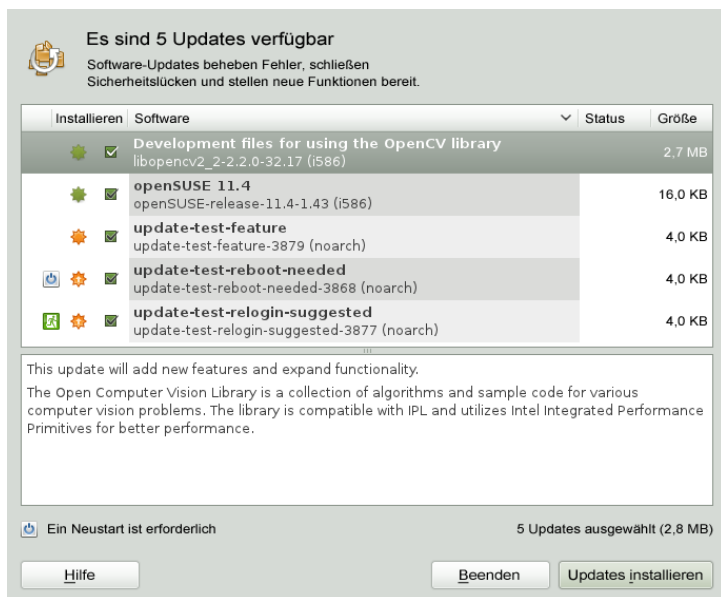 Es sind 5 Updates verfügbar
Software-Updates beheben Fehler, schließen
Sicherheitslücken und stellen neue Funktionen bereit.
Installieren Software Status Größe
Development files for using the OpenCV library
libopencv2_2-2.2.0-32.17 (i586)
2,7 MB
openSUSE 11.4
openSUSE-release-11.4-1.43 (i586)
16,0 KB
update-test-feature
update-test-feature-3879 (noarch)
4,0 KB
update-test-reboot-needed
update-test-reboot-needed-3868 (noarch)
4,0 KB
update-test-relogin-suggested
update-test-relogin-suggested-3877 (noarch)
4,0 KB
This update will add new features and expand functionality.
The Open Computer Vision Library is a collection of algorithms and sample code for various
computer vision problems. The library is compatible with IPL and utilizes Intel Integrated Performance
Primitives for better performance.
Ein Neustart ist erforderlich 5 Updates ausgewählt (2,8 MB)
Hilfe Beenden Updates installieren